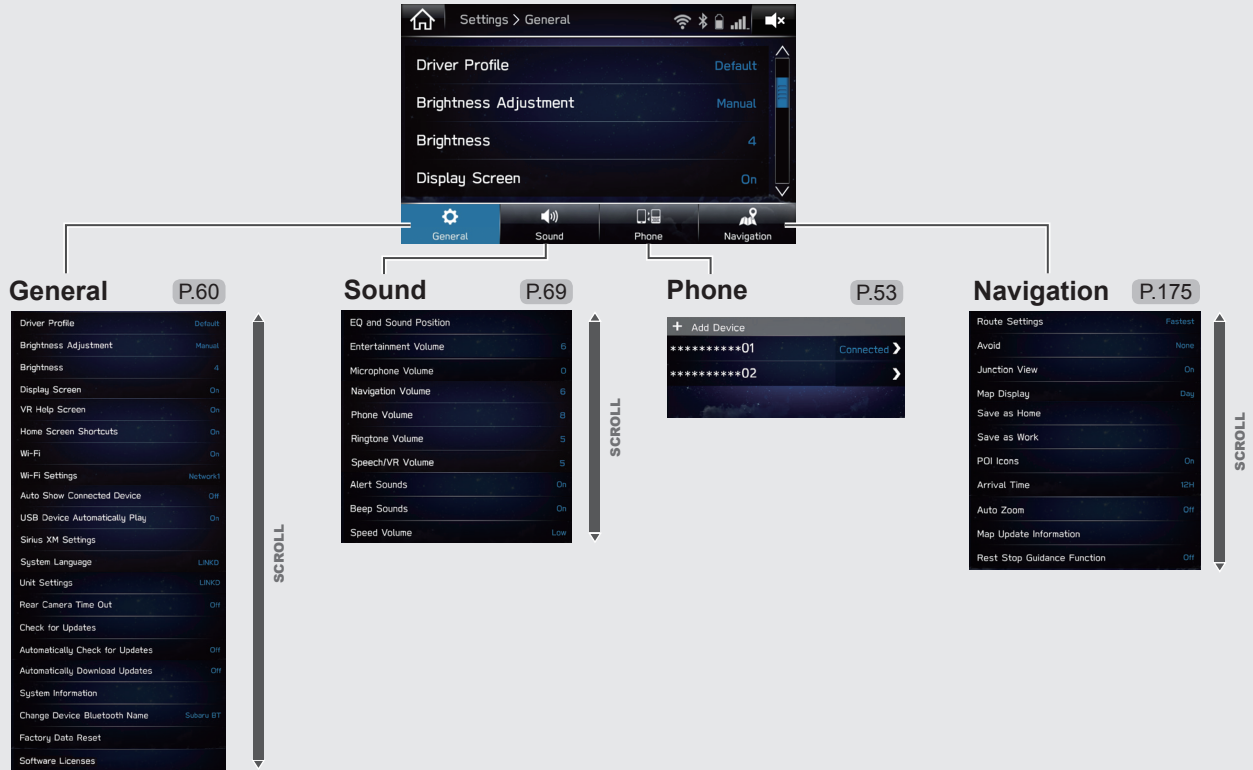 Settings > General
Driver Profile Default
Brightness Adjustment Manual
Brightness 4
Display Screen On
General Sound Phone Navigation
General P.60
Driver Profile Default
Brightness Adjustment Manual
Brightness 4
Display Screen On
VR Help Screen On
Home Screen Shortcuts On
Wi-Fi On
Wi-Fi Settings Network1
Auto Show Connected Device Off
USB Device Automatically Play On
Sirius XM Settings
System Language LINKD
Unit Settings LINKD
Rear Camera Time Out Off
Check for Updates
Automatically Check for Updates Off
Automatically Download Updates Off
System Information
Change Device Bluetooth Name Subaru BT
Factory Data Reset
Software Licenses
SCROLL
Sound P.69
EQ and Sound Position
Entertainment Volume 6
Microphone Volume 0
Navigation Volume 6
Phone Volume 8
Ringtone Volume 5
Speech/VR Volume 5
Alert Sounds On
Beep Sounds On
Speed Volume Low
SCROLL
Phone P.53
+ Add Device
**********01 Connected
**********02
Navigation P.175
Route Settings Fastest
Avoid None
Junction View On
Map Display Day
Save as Home
Save as Work
POI Icons On
Arrival Time 12H
Auto Zoom Off
Map Update Information
Rest Stop Guidance Function Off
SCROLL